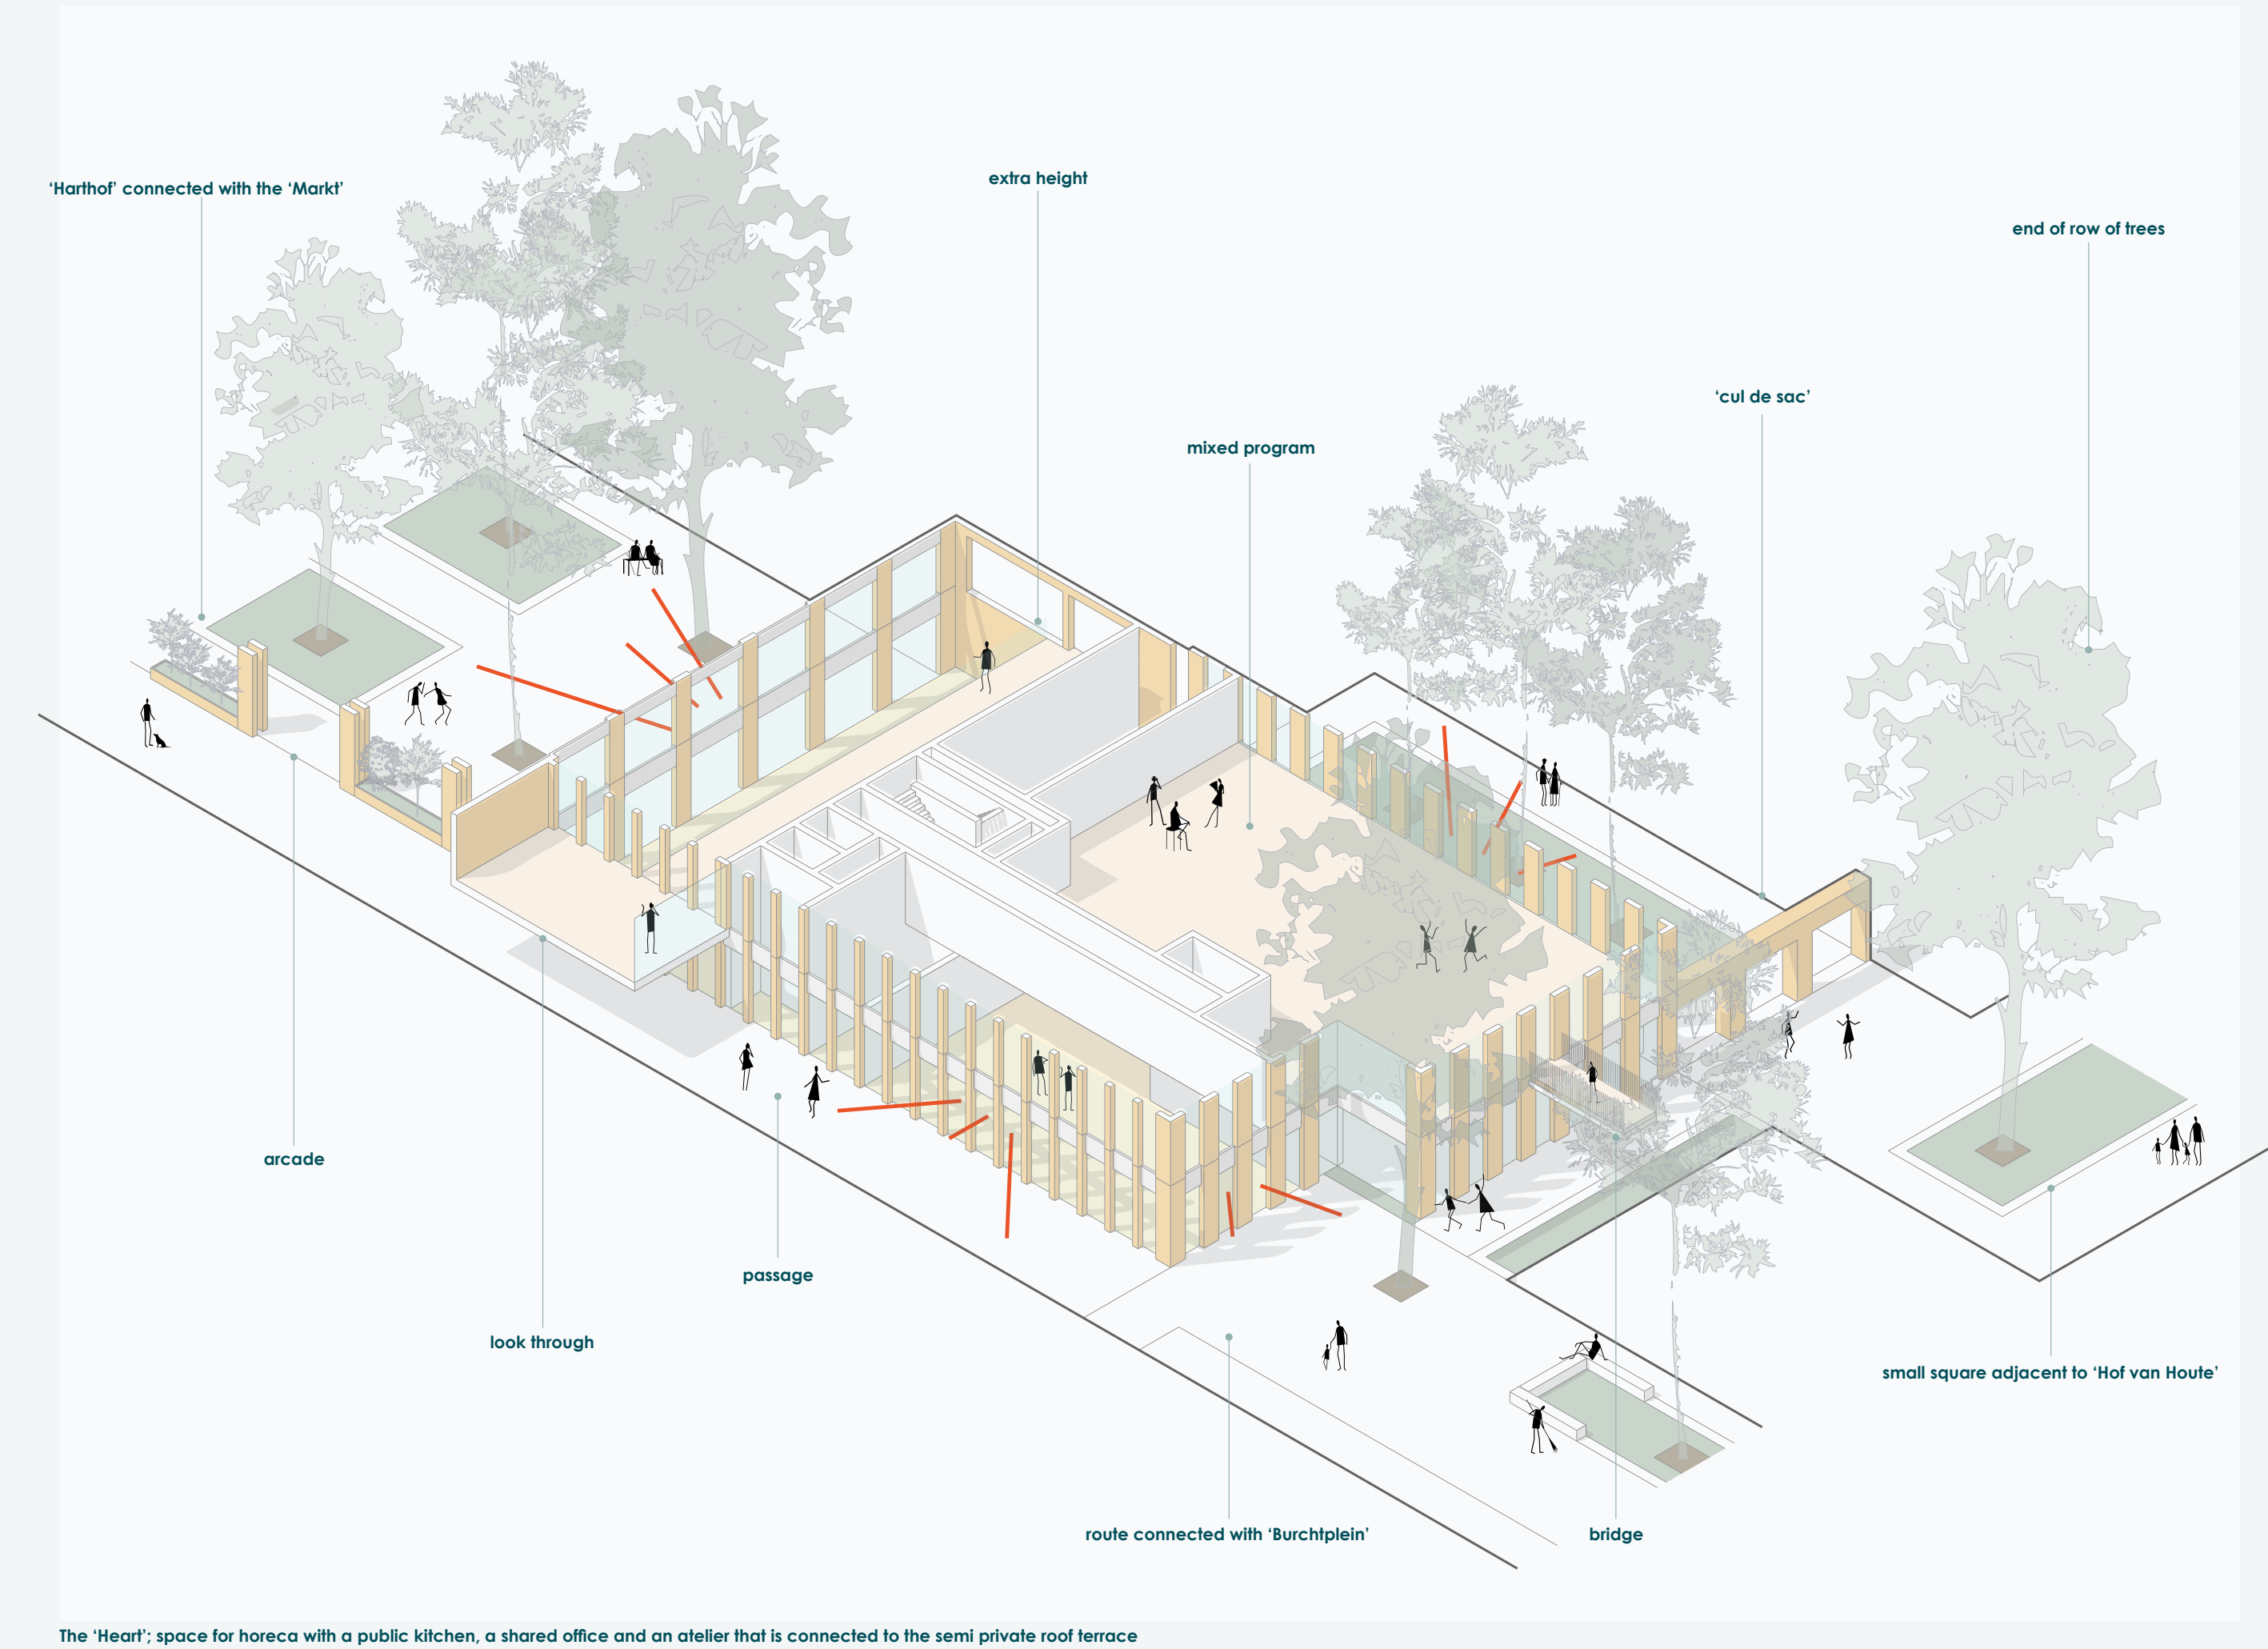 extra height
‘Harthof’ connected with the ‘Markt’
end of row of trees
‘cul de sac’
mixed program
arcade
passage
look through
small square adjacent to ‘Hof van Houte’
route connected with ‘Burchtplein’
bridge
The ‘Heart’; space for horeca with a public kitchen, a shared office and an atelier that is connected to the semi private roof terrace